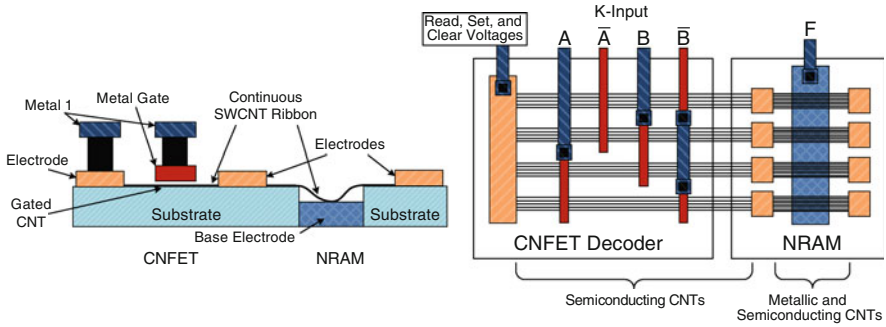 Metal 1
Metal Gate
Continuous
SWCNT Ribbon
Electrodes
Electrode
Gated
CNT
Substrate
Substrate
Base Electrode
CNFET
NRAM
Read, Set, and
Clear Voltages
K-Input
A
A̅
B
B̅
F
CNFET Decoder
NRAM
Semiconducting CNTs
Metallic and
Semiconducting CNTs